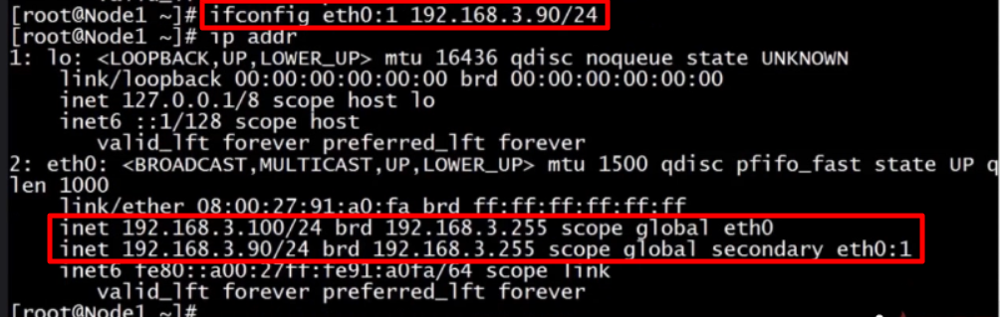 [root@Node1 ~]# ifconfig eth0:1 192.168.3.90/24
[root@Node1 ~]# ip addr
1: lo: <LOOPBACK,UP,LOWER_UP> mtu 16436 qdisc noqueue state UNKNOWN
    link/loopback 00:00:00:00:00:00 brd 00:00:00:00:00:00
    inet 127.0.0.1/8 scope host lo
    inet6 ::1/128 scope host
       valid_lft forever preferred_lft forever
2: eth0: <BROADCAST,MULTICAST,UP,LOWER_UP> mtu 1500 qdisc pfifo_fast state UP q
len 1000
    link/ether 08:00:27:91:a0:fa brd ff:ff:ff:ff:ff:ff
    inet 192.168.3.100/24 brd 192.168.3.255 scope global eth0
    inet 192.168.3.90/24 brd 192.168.3.255 scope global secondary eth0:1
    inet6 fe80::a00:27ff:fe91:a0fa/64 scope link
       valid_lft forever preferred_lft forever
[root@Node1 ~]#